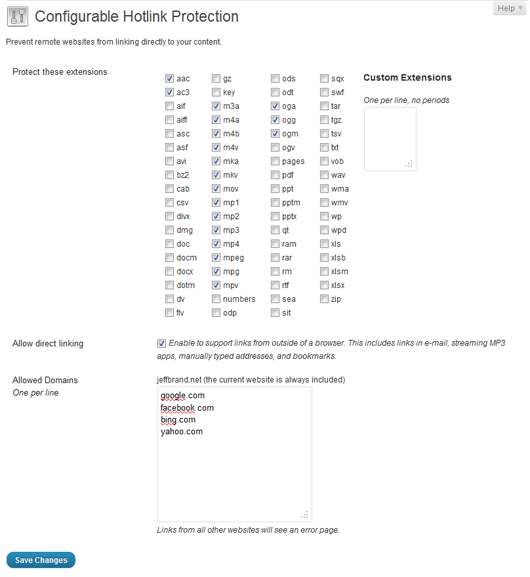 Help
Configurable Hotlink Protection
Prevent remote websites from linking directly to your content.
Protect these extensions
aac gz ods sqx
ac3 key odt swf
aif m3a oga tar
aiff m4a ogg tgz
asc m4b ogm tsv
asf m4v ogv txt
avi mka pages vob
bz2 mkv pdf wav
cab mov ppt wma
csv mp1 pptm wmv
divx mp2 pptx wp
dmg mp3 qt wpd
doc mp4 ram xls
docm mpeg rar xlsb
docx mpg rm xlsm
dotm mpv rtf xlsx
dv numbers sea zip
flv odp sit
Custom Extensions
One per line, no periods
Allow direct linking
Enable to support links from outside of a browser. This includes links in e-mail, streaming MP3
apps, manually typed addresses, and bookmarks.
Allowed Domains
One per line
jeffbrand.net (the current website is always included)
google.com
facebook.com
bing.com
yahoo.com
Links from all other websites will see an error page.
Save Changes